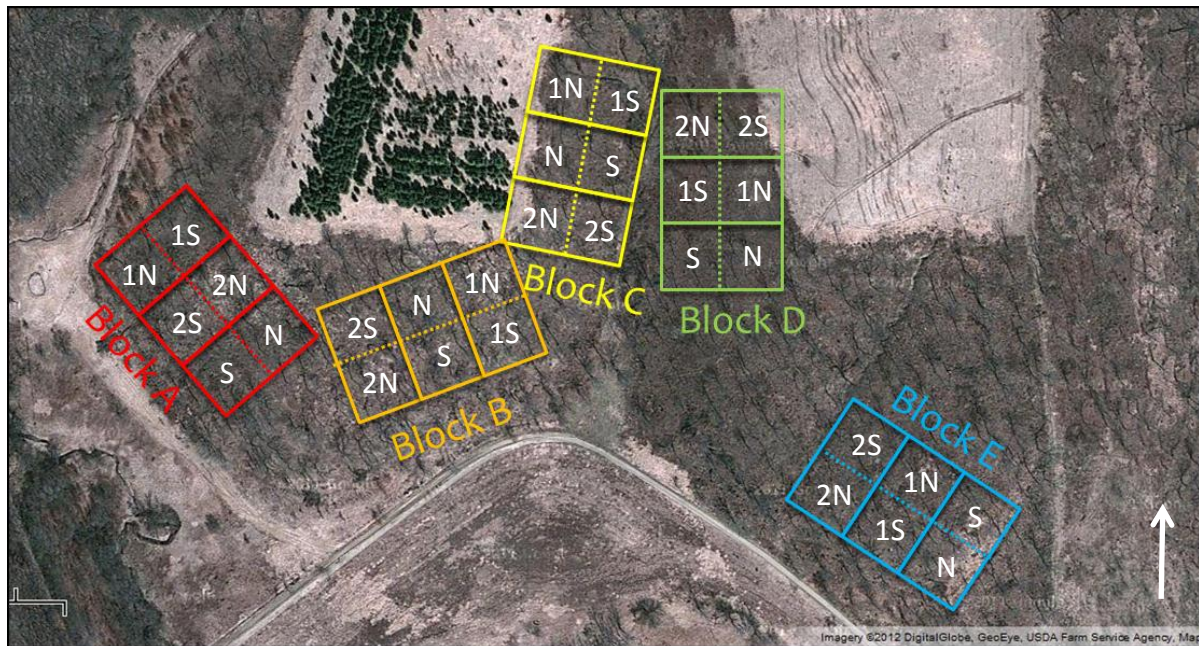 1S
1N
2N
2S
N
S
Block A
1N
N
2S
1S
S
2N
Block B
1N
1S
N
S
2N
2S
Block C
2N 2S
1S 1N
S N
Block D
Block E
2S
1N
2N
S
1S
N
Imagery ©2012 DigitalGlobe, GeoEye, USDA Farm Service Agency, Map